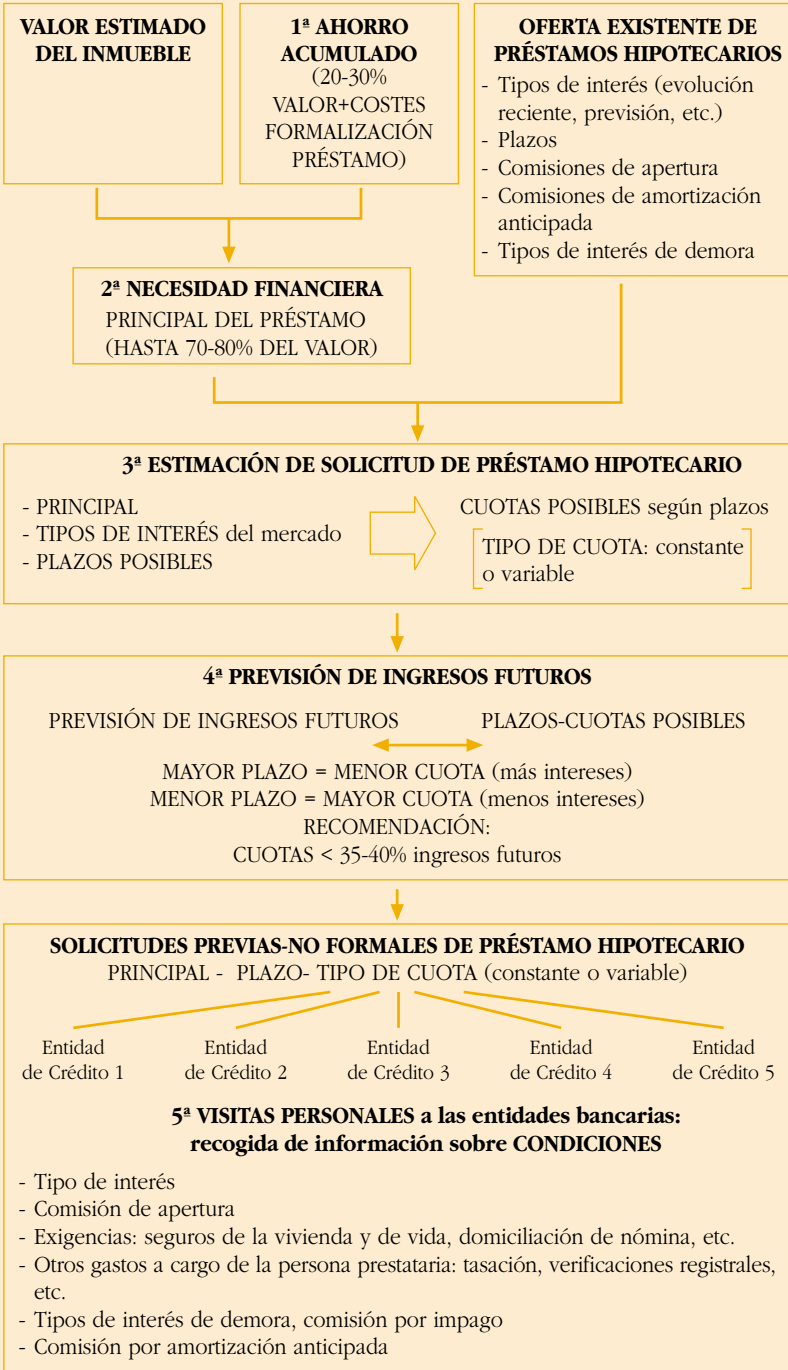 VALOR ESTIMADO
DEL INMUEBLE
1ª AHORRO
ACUMULADO
(20-30%
VALOR+COSTES
FORMALIZACIÓN
PRÉSTAMO)
OFERTA EXISTENTE DE
PRÉSTAMOS HIPOTECARIOS
- Tipos de interés (evolución
reciente, previsión, etc.)
- Plazos
- Comisiones de apertura
- Comisiones de amortización
anticipada
- Tipos de interés de demora
2ª NECESIDAD FINANCIERA
PRINCIPAL DEL PRÉSTAMO
(HASTA 70-80% DEL VALOR)
3ª ESTIMACIÓN DE SOLICITUD DE PRÉSTAMO HIPOTECARIO
- PRINCIPAL
- TIPOS DE INTERÉS del mercado
- PLAZOS POSIBLES
CUOTAS POSIBLES según plazos
TIPO DE CUOTA: constante
o variable
4ª PREVISIÓN DE INGRESOS FUTUROS
PREVISIÓN DE INGRESOS FUTUROS
PLAZOS-CUOTAS POSIBLES
MAYOR PLAZO = MENOR CUOTA (más intereses)
MENOR PLAZO = MAYOR CUOTA (menos intereses)
RECOMENDACIÓN:
CUOTAS < 35-40% ingresos futuros
SOLICITUDES PREVIAS-NO FORMALES DE PRÉSTAMO HIPOTECARIO
PRINCIPAL - PLAZO- TIPO DE CUOTA (constante o variable)
Entidad
de Crédito 1
Entidad
de Crédito 2
Entidad
de Crédito 3
Entidad
de Crédito 4
Entidad
de Crédito 5
5ª VISITAS PERSONALES a las entidades bancarias:
recogida de información sobre CONDICIONES
- Tipo de interés
- Comisión de apertura
- Exigencias: seguros de la vivienda y de vida, domiciliación de nómina, etc.
- Otros gastos a cargo de la persona prestataria: tasación, verificaciones registrales,
etc.
- Tipos de interés de demora, comisión por impago
- Comisión por amortización anticipada